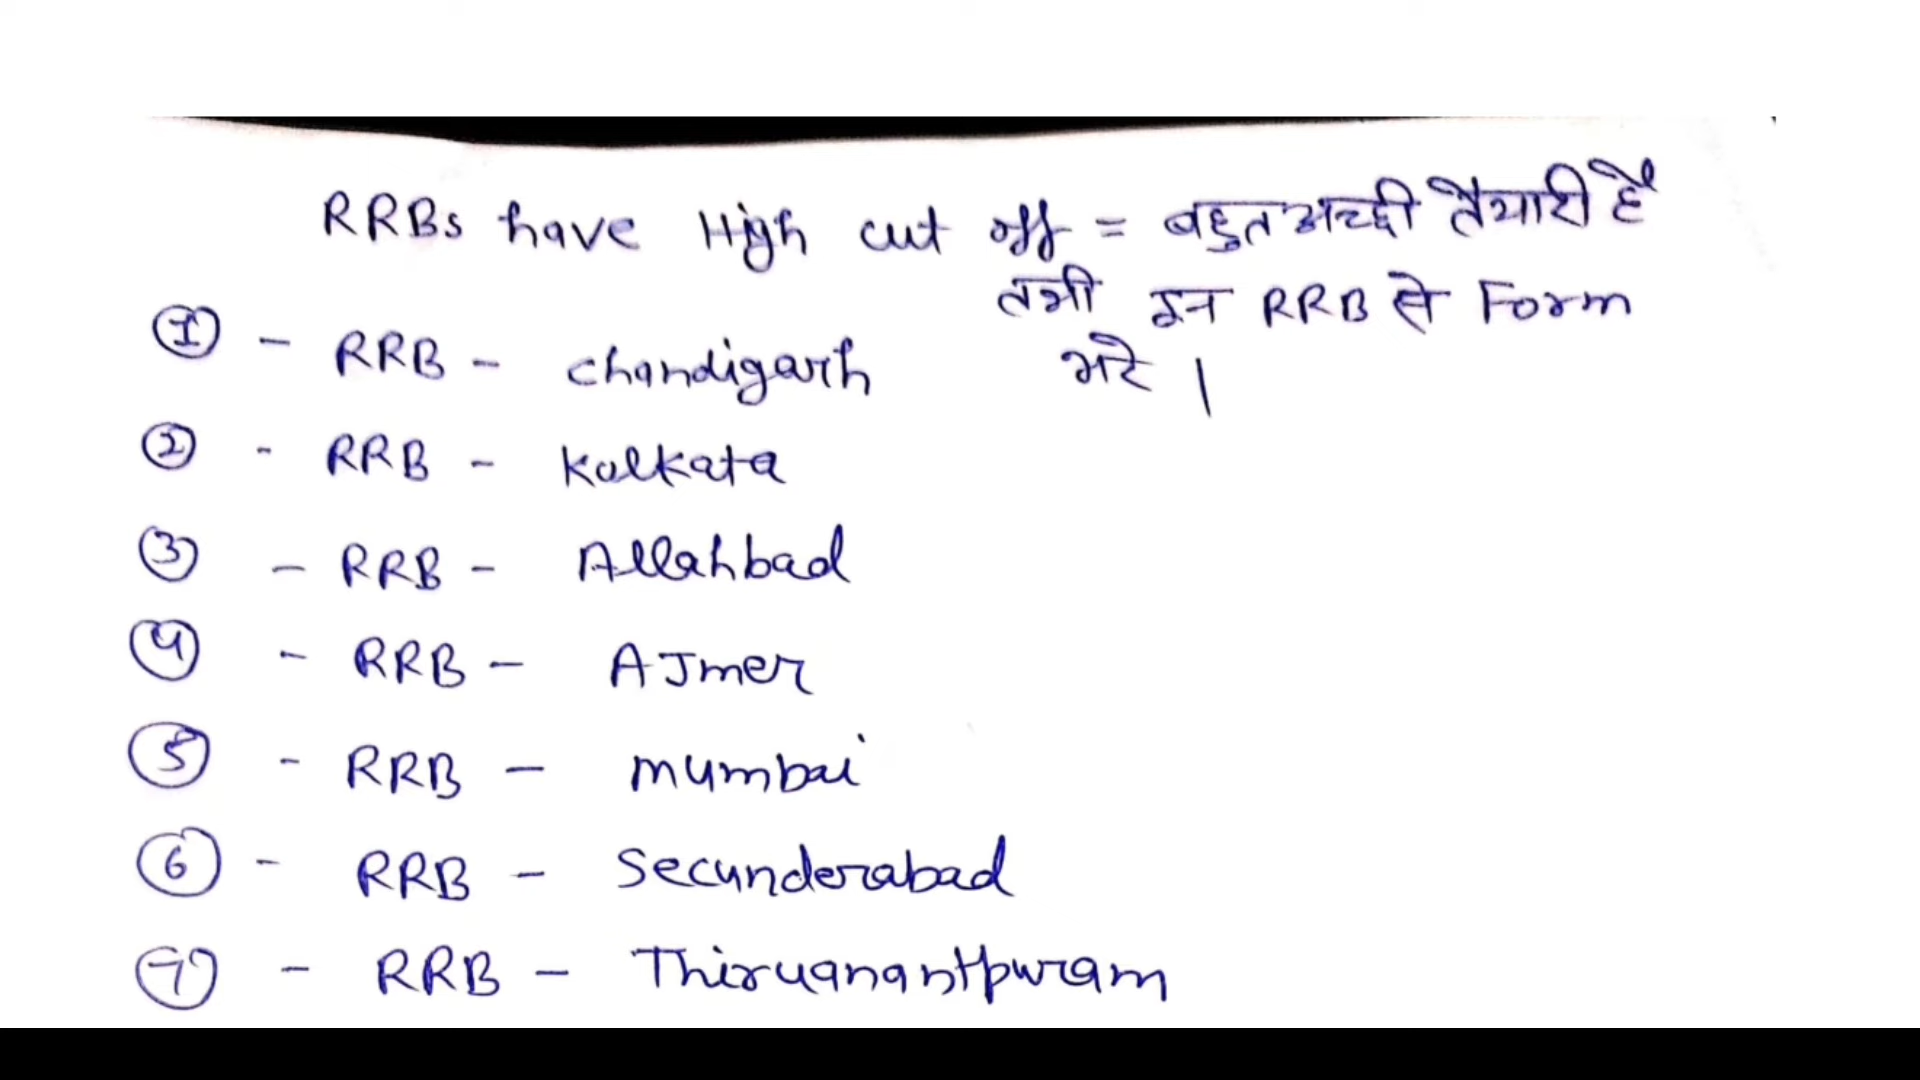 RRBs have High cut off = बहुत अच्छी तैयारी है
तभी इन RRB से Form
भरे |
① - RRB - Chandigarh
② - RRB - Kolkata
③ - RRB - Allahbad
④ - RRB - AJmer
⑤ - RRB - Mumbai
⑥ - RRB - Secunderabad
⑦ - RRB - Thiruanantpuram